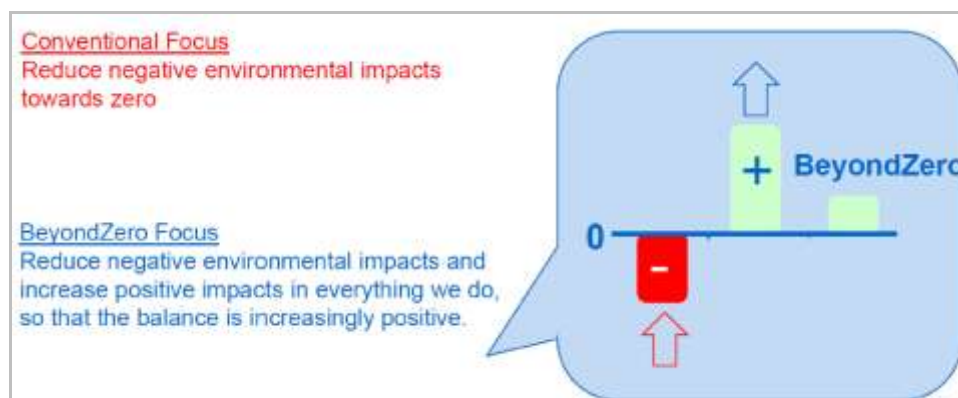 Conventional Focus
Reduce negative environmental impacts
towards zero
+
BeyondZero
BeyondZero Focus
0
Reduce negative environmental impacts and
-
increase positive impacts in everything we do,
so that the balance is increasingly positive.